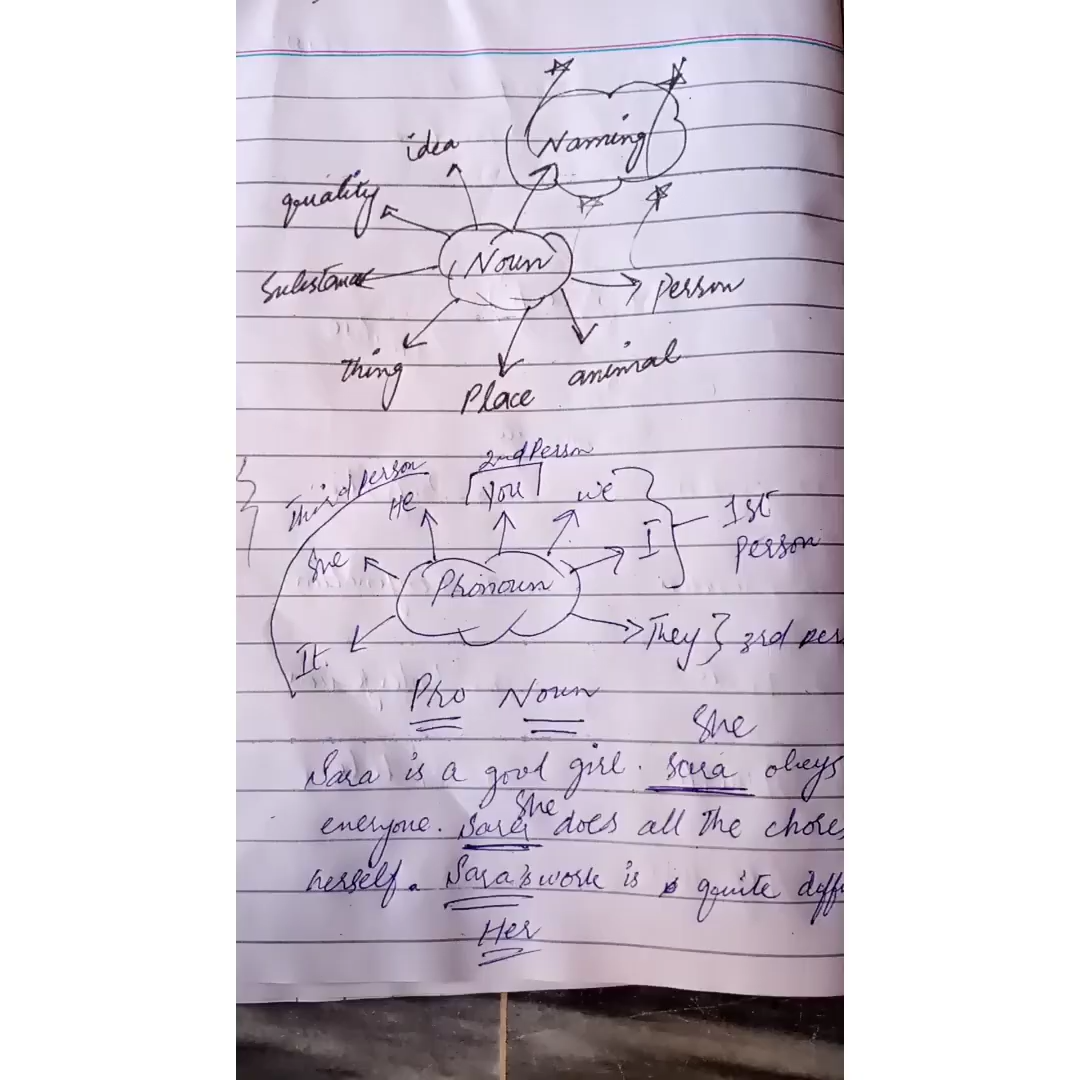 Naming
idea
quality
Noun
Substance
person
thing
animal
Place
2nd Person
Third person
He
you
we
1st
I
person
She
Pronoun
They } 3rd per
It
Pro Noun
She
Sara is a good girl. Sara obeys
She
everyone. Sara does all the chores
herself. Sara's work is quite diff
Her